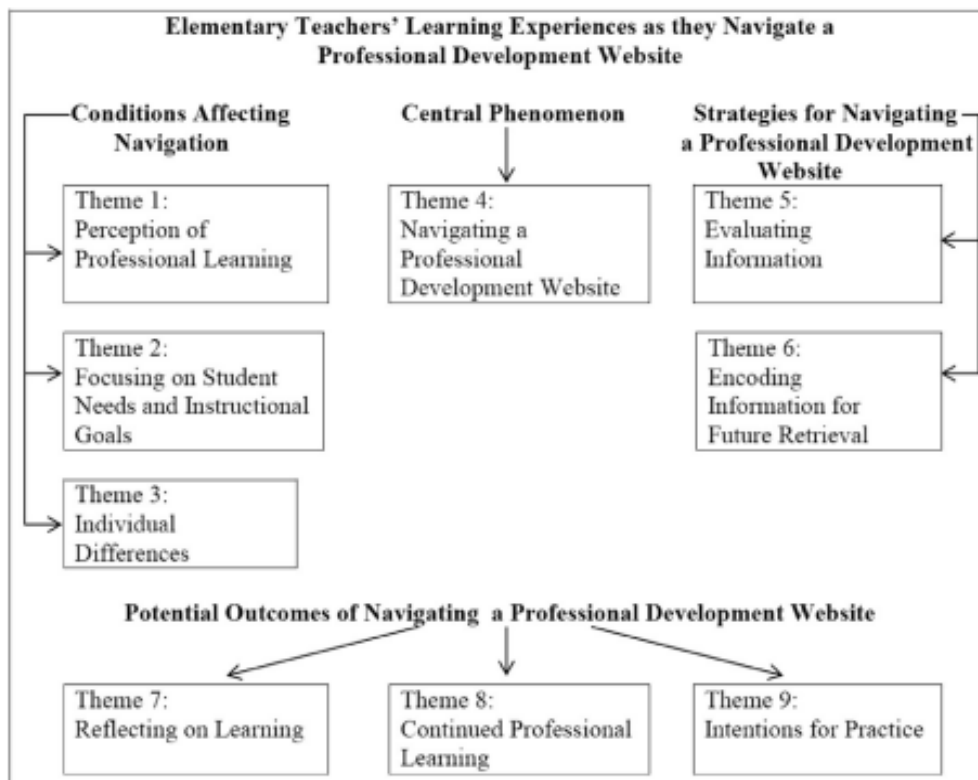 Elementary Teachers' Learning Experiences as they Navigate a
Professional Development Website
Conditions Affecting
Navigation
Central Phenomenon
Strategies for Navigating
a Professional Development
Website
Theme 1:
Perception of
Professional Learning
Theme 4:
Navigating a
Professional
Development Website
Theme 5:
Evaluating
Information
Theme 2:
Focusing on Student
Needs and Instructional
Goals
Theme 6:
Encoding
Information for
Future Retrieval
Theme 3:
Individual
Differences
Potential Outcomes of Navigating a Professional Development Website
Theme 7:
Reflecting on Learning
Theme 8:
Continued Professional
Learning
Theme 9:
Intentions for Practice